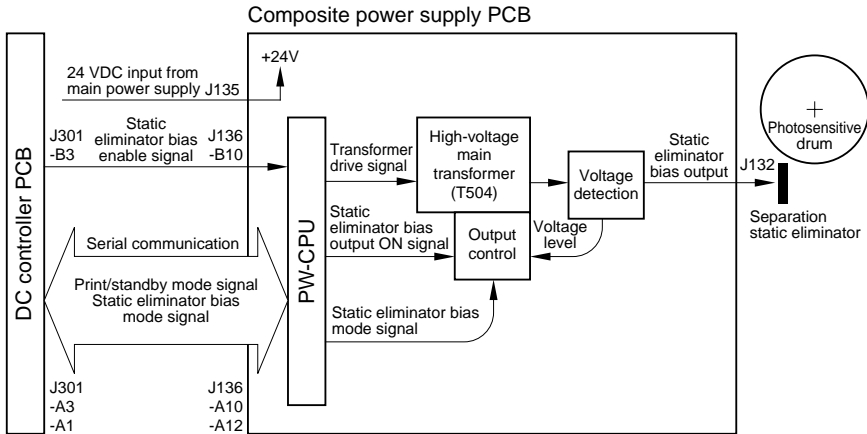 Composite power supply PCB
+24V
24 VDC input from
main power supply J135
J301
-B3
Static
eliminator bias
enable signal
J136
-B10
DC controller PCB
Serial communication
Print/standby mode signal
Static eliminator bias
mode signal
J301
-A3
-A1
J136
-A10
-A12
PW-CPU
Transformer
drive signal
Static
eliminator bias
output ON signal
Static eliminator bias
mode signal
High-voltage
main
transformer
(T504)
Output
control
Voltage
level
Voltage
detection
Static
eliminator
bias output
J132
Photosensitive
drum
Separation
static eliminator